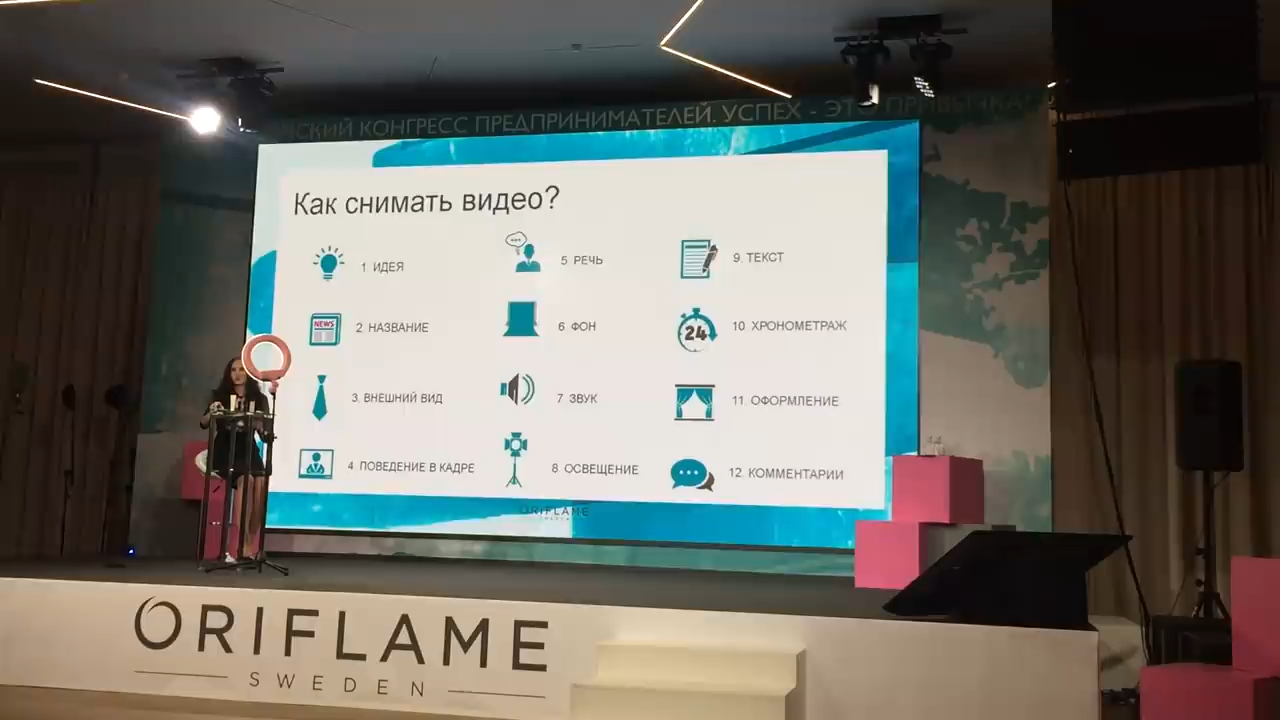 КОНГРЕСС ПРЕДПРИНИМАТЕЛЕЙ. УСПЕХ - ЭТО ПРИВЫЧКА!
Как снимать видео?
1 ИДЕЯ
2. НАЗВАНИЕ
NEWS
3. ВНЕШНИЙ ВИД
4 ПОВЕДЕНИЕ В КАДРЕ
5 РЕЧЬ
6 ФОН
7 ЗВУК
8 ОСВЕЩЕНИЕ
9. ТЕКСТ
10 ХРОНОМЕТРАЖ
24
11. ОФОРМЛЕНИЕ
12 КОММЕНТАРИИ
ORIFLAME
ORIFLAME
SWEDEN